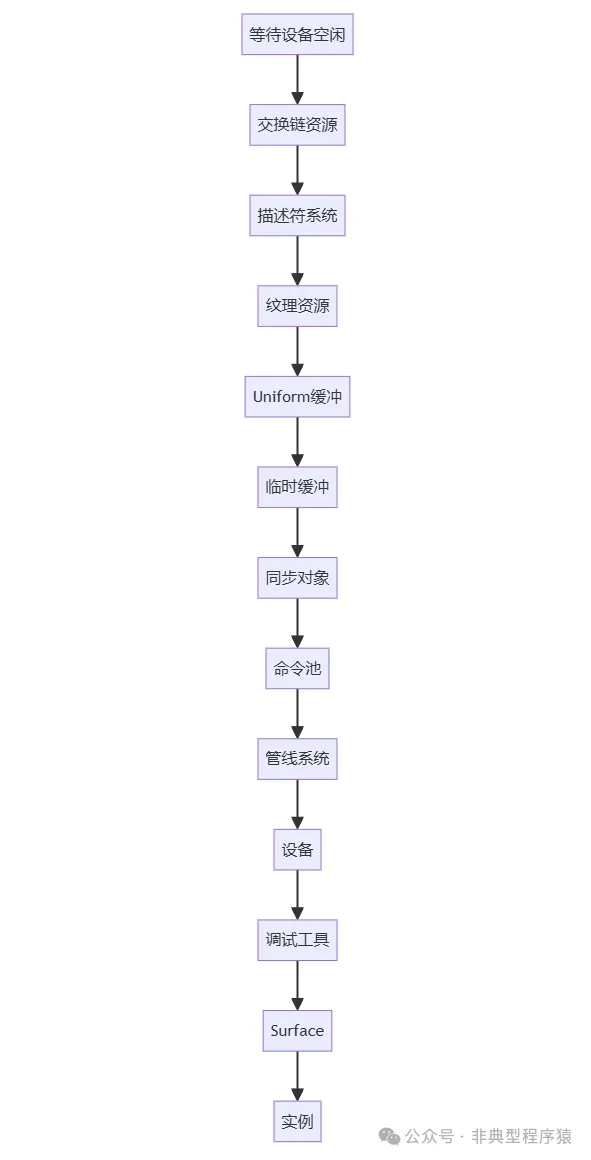 等待设备空闲
交换链资源
描述符系统
纹理资源
Uniform缓冲
临时缓冲
同步对象
命令池
管线系统
设备
调试工具
Surface
实例
公众号·非典型程序猿